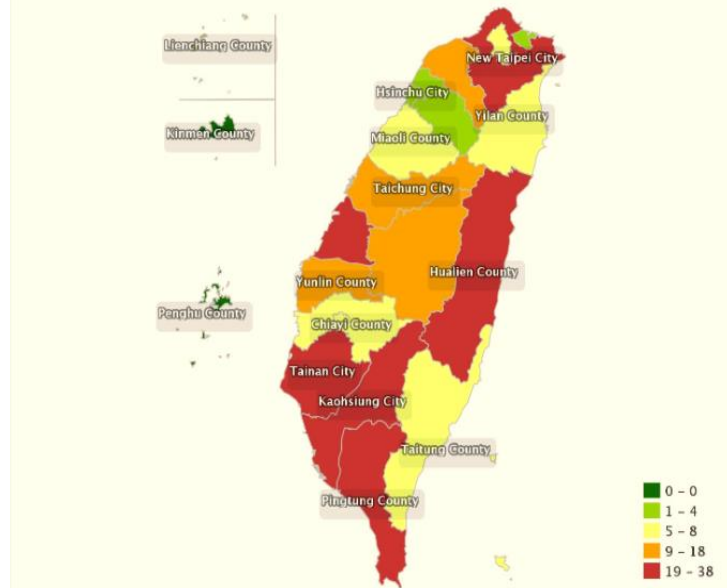 Lienchiang County
New Taipei City
Hsinchu City
Yilan County
Kinmen County
Miaoli County
Taichung City
Hualien County
Yunlin County
Penghu County
Chiayi County
Tainan City
Kaohsiung City
Taitung County
Pingtung County
0 - 0
1 - 4
5 - 8
9 - 18
19 - 38